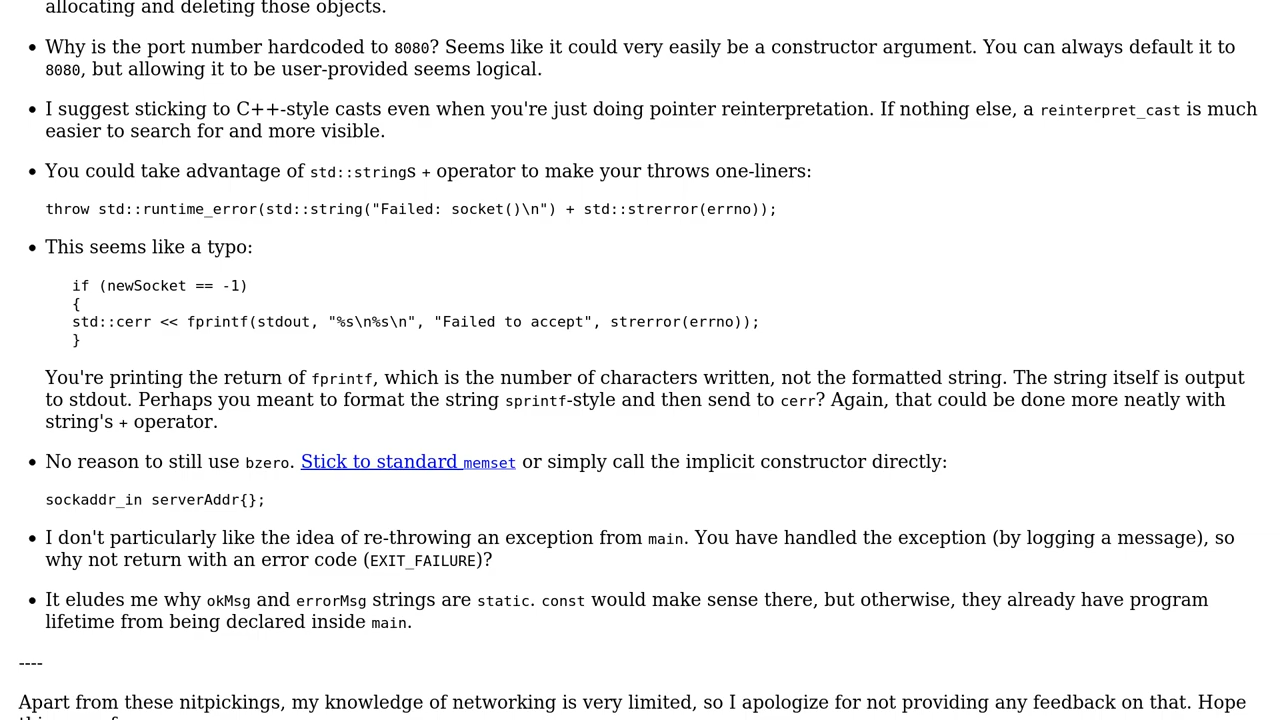 allocating and deleting those objects.
Why is the port number hardcoded to 8080? Seems like it could very easily be a constructor argument. You can always default it to
8080, but allowing it to be user-provided seems logical.
I suggest sticking to C++-style casts even when you're just doing pointer reinterpretation. If nothing else, a reinterpret_cast is much
easier to search for and more visible.
You could take advantage of std::strings + operator to make your throws one-liners:
throw std::runtime_error(std::string("Failed: socket()\n") + std::strerror(errno));
This seems like a typo:
if (newSocket == -1)
{
std::cerr << fprintf(stdout, "%s\n%s\n", "Failed to accept", strerror(errno));
}
You're printing the return of fprintf, which is the number of characters written, not the formatted string. The string itself is output
to stdout. Perhaps you meant to format the string sprintf-style and then send to cerr? Again, that could be done more neatly with
string's + operator.
No reason to still use bzero. Stick to standard memset or simply call the implicit constructor directly:
sockaddr_in serverAddr{};
I don't particularly like the idea of re-throwing an exception from main. You have handled the exception (by logging a message), so
why not return with an error code (EXIT_FAILURE)?
It eludes me why okMsg and errorMsg strings are static. const would make sense there, but otherwise, they already have program
lifetime from being declared inside main.
----
Apart from these nitpickings, my knowledge of networking is very limited, so I apologize for not providing any feedback on that. Hope